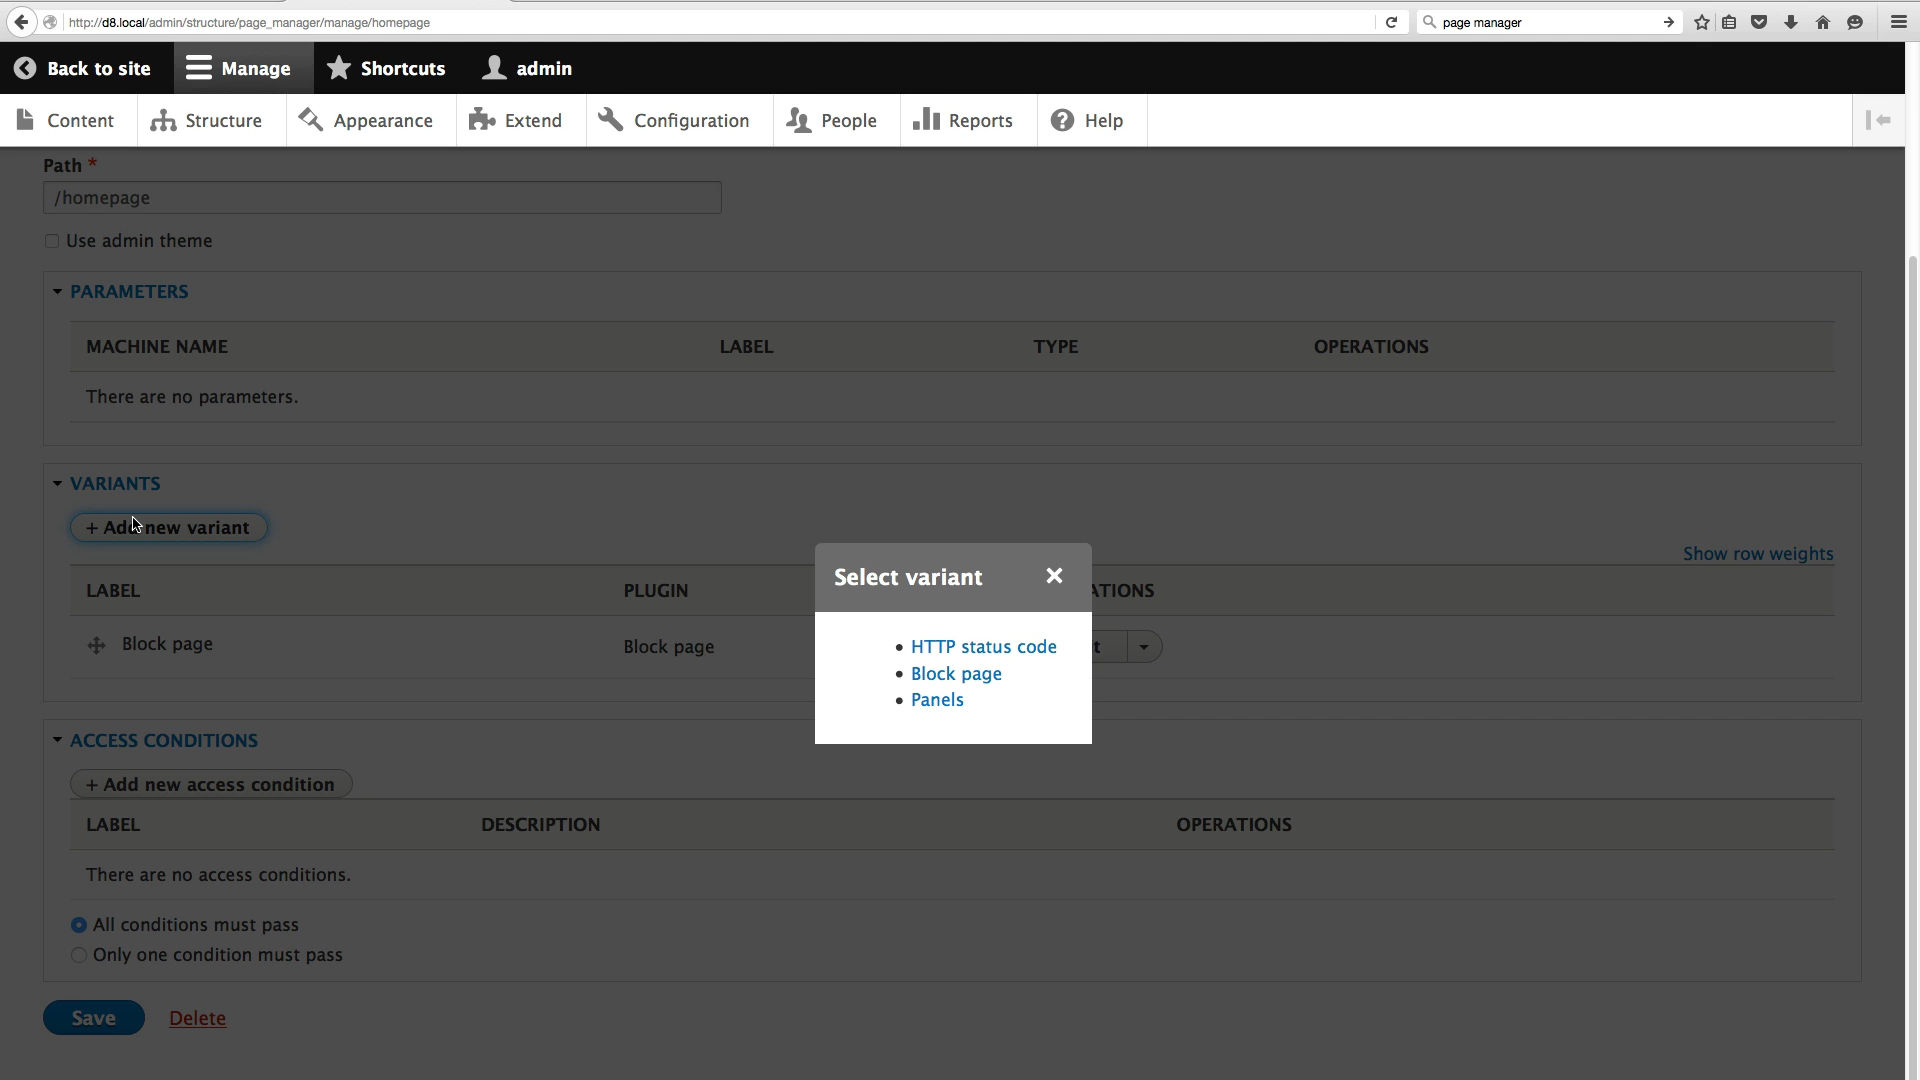 http://d8.local/admin/structure/page_manager/manage/homepage
page manager
Back to site
Manage
Shortcuts
admin
Content
Structure
Appearance
Extend
Configuration
People
Reports
Help
Path *
/homepage
Use admin theme
PARAMETERS
MACHINE NAME LABEL TYPE OPERATIONS
There are no parameters.
VARIANTS
+ Add new variant
Show row weights
LABEL PLUGIN ATIONS
Block page Block page t
Select variant
HTTP status code
Block page
Panels
ACCESS CONDITIONS
+ Add new access condition
LABEL DESCRIPTION OPERATIONS
There are no access conditions.
All conditions must pass
Only one condition must pass
Save
Delete